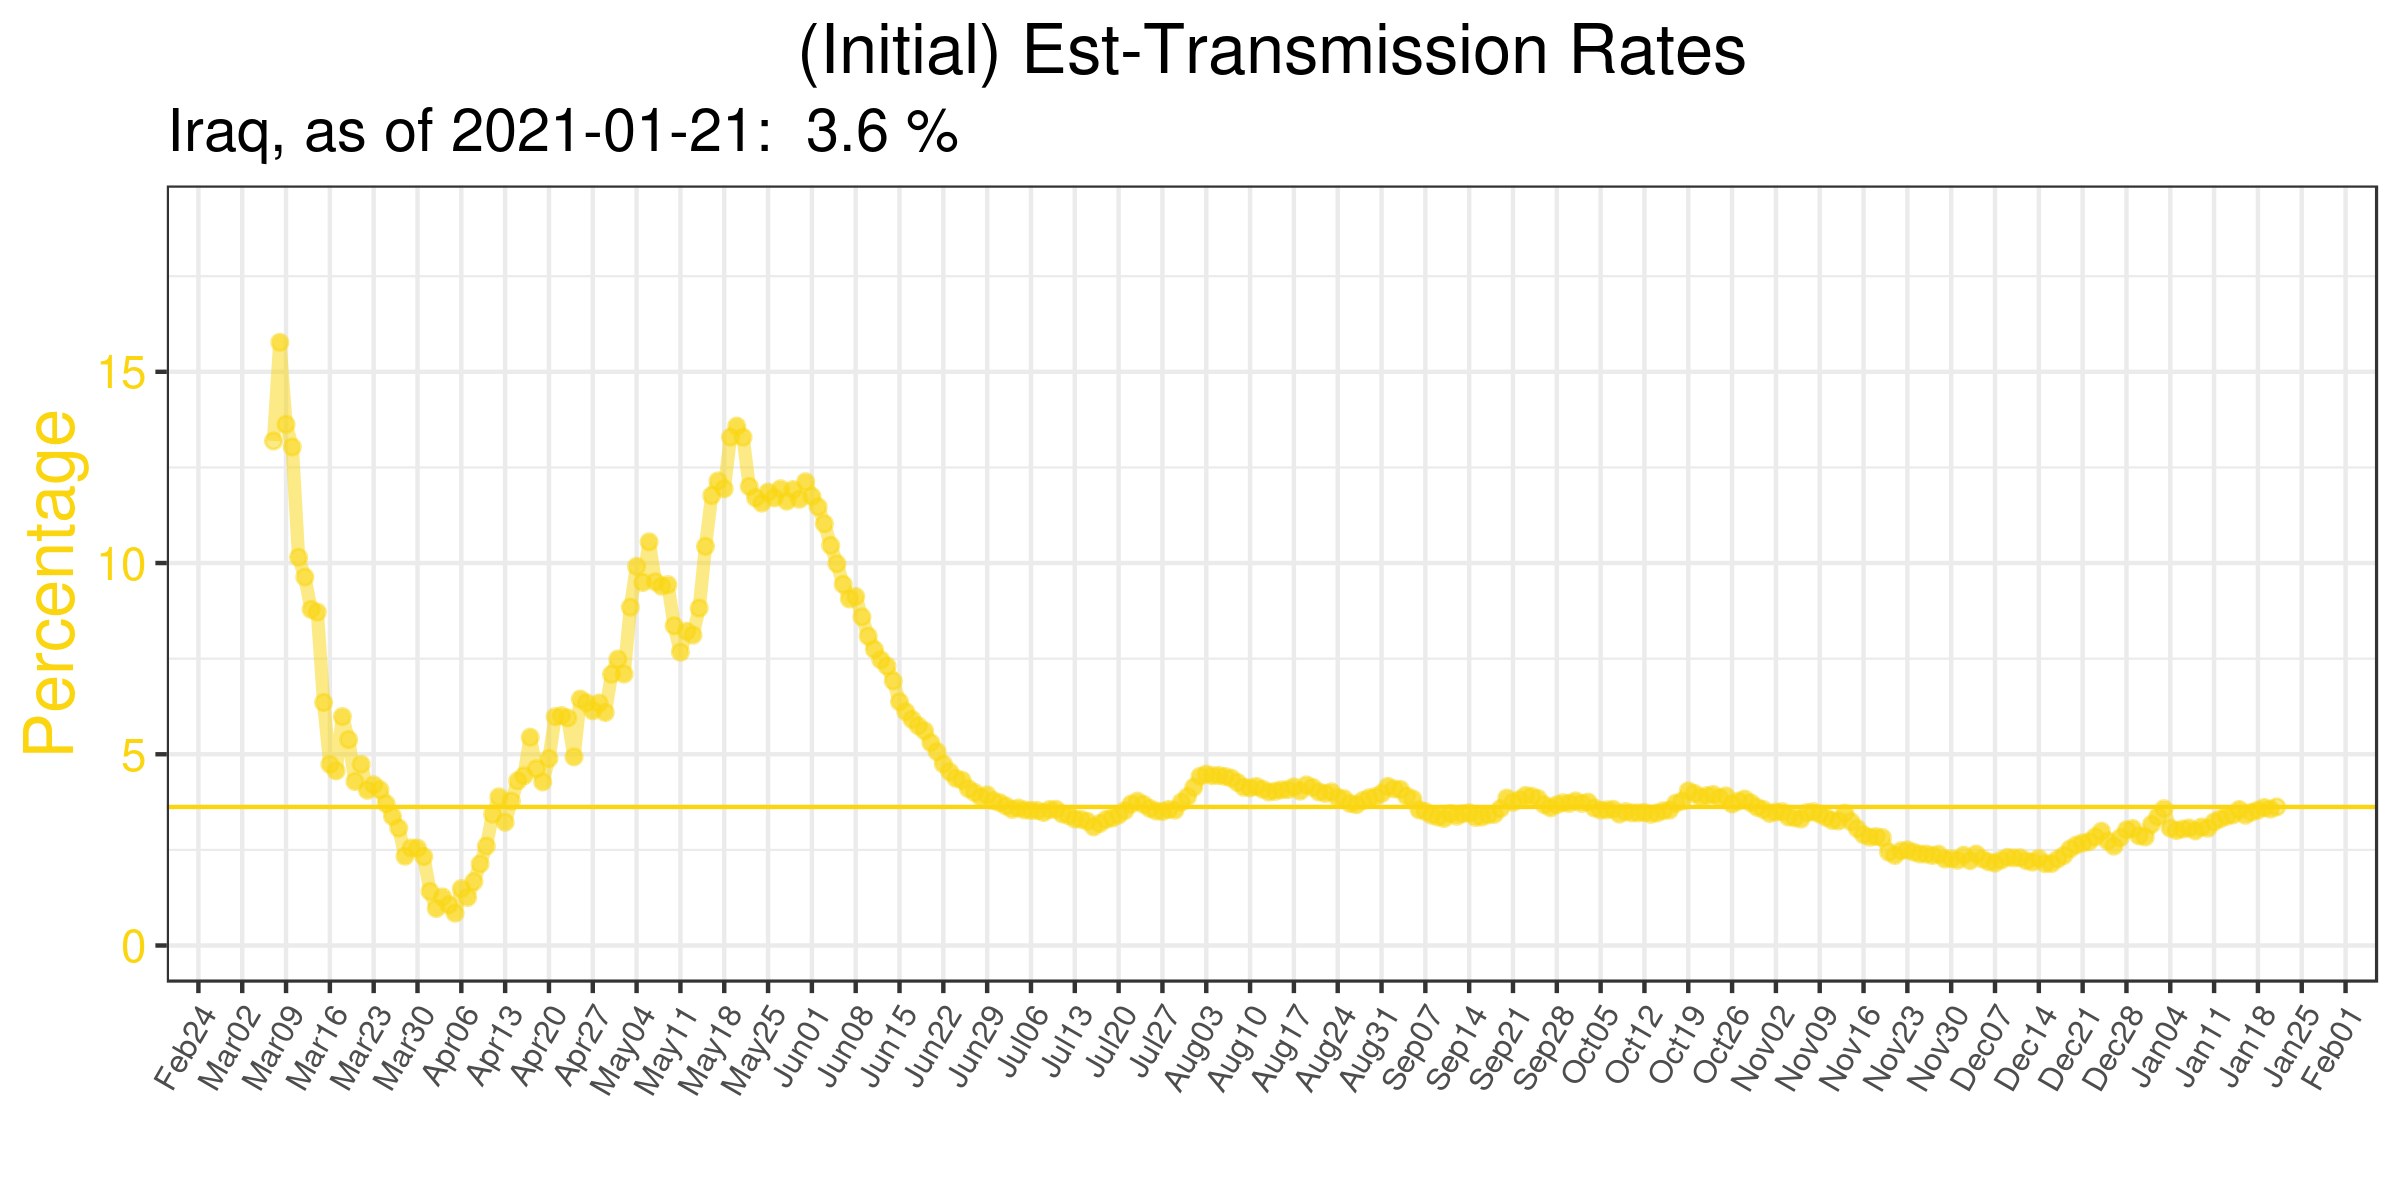 (Initial) Est-Transmission Rates
Iraq, as of 2021-01-21:  3.6 %
Percentage
15
10
5
0
Feb24
Mar02
Mar09
Mar16
Mar23
Mar30
Apr06
Apr13
Apr20
Apr27
May04
May11
May18
May25
Jun01
Jun08
Jun15
Jun22
Jun29
Jul06
Jul13
Jul20
Jul27
Aug03
Aug10
Aug17
Aug24
Aug31
Sep07
Sep14
Sep21
Sep28
Oct05
Oct12
Oct19
Oct26
Nov02
Nov09
Nov16
Nov23
Nov30
Dec07
Dec14
Dec21
Dec28
Jan04
Jan11
Jan18
Jan25
Feb01